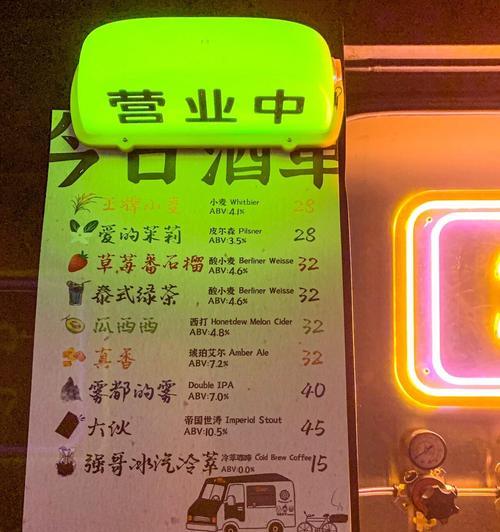 营业中
今日酒单
王牌小麦 小麦 Whitbier ABV:4.1% 28
爱的茉莉 皮尔森 Pilsner ABV:3.5% 28
草莓番石榴 酸小麦 Berliner Weisse ABV:4.6% 32
泰式绿茶 酸小麦 Berliner Weisse ABV:4.6% 32
瓜西西 西打 Honetdew Melon Cider ABV:4.8% 32
真香 琥珀艾尔 Amber Ale ABV:7.2% 32
雾都的雾 Double IPA ABV:7.0% 40
大汖 帝国世涛 Imperial Stout ABV:10.5% 45
强哥冰汽冷萃 冷萃咖啡 Cold Brew Coffee ABV:0.0% 15